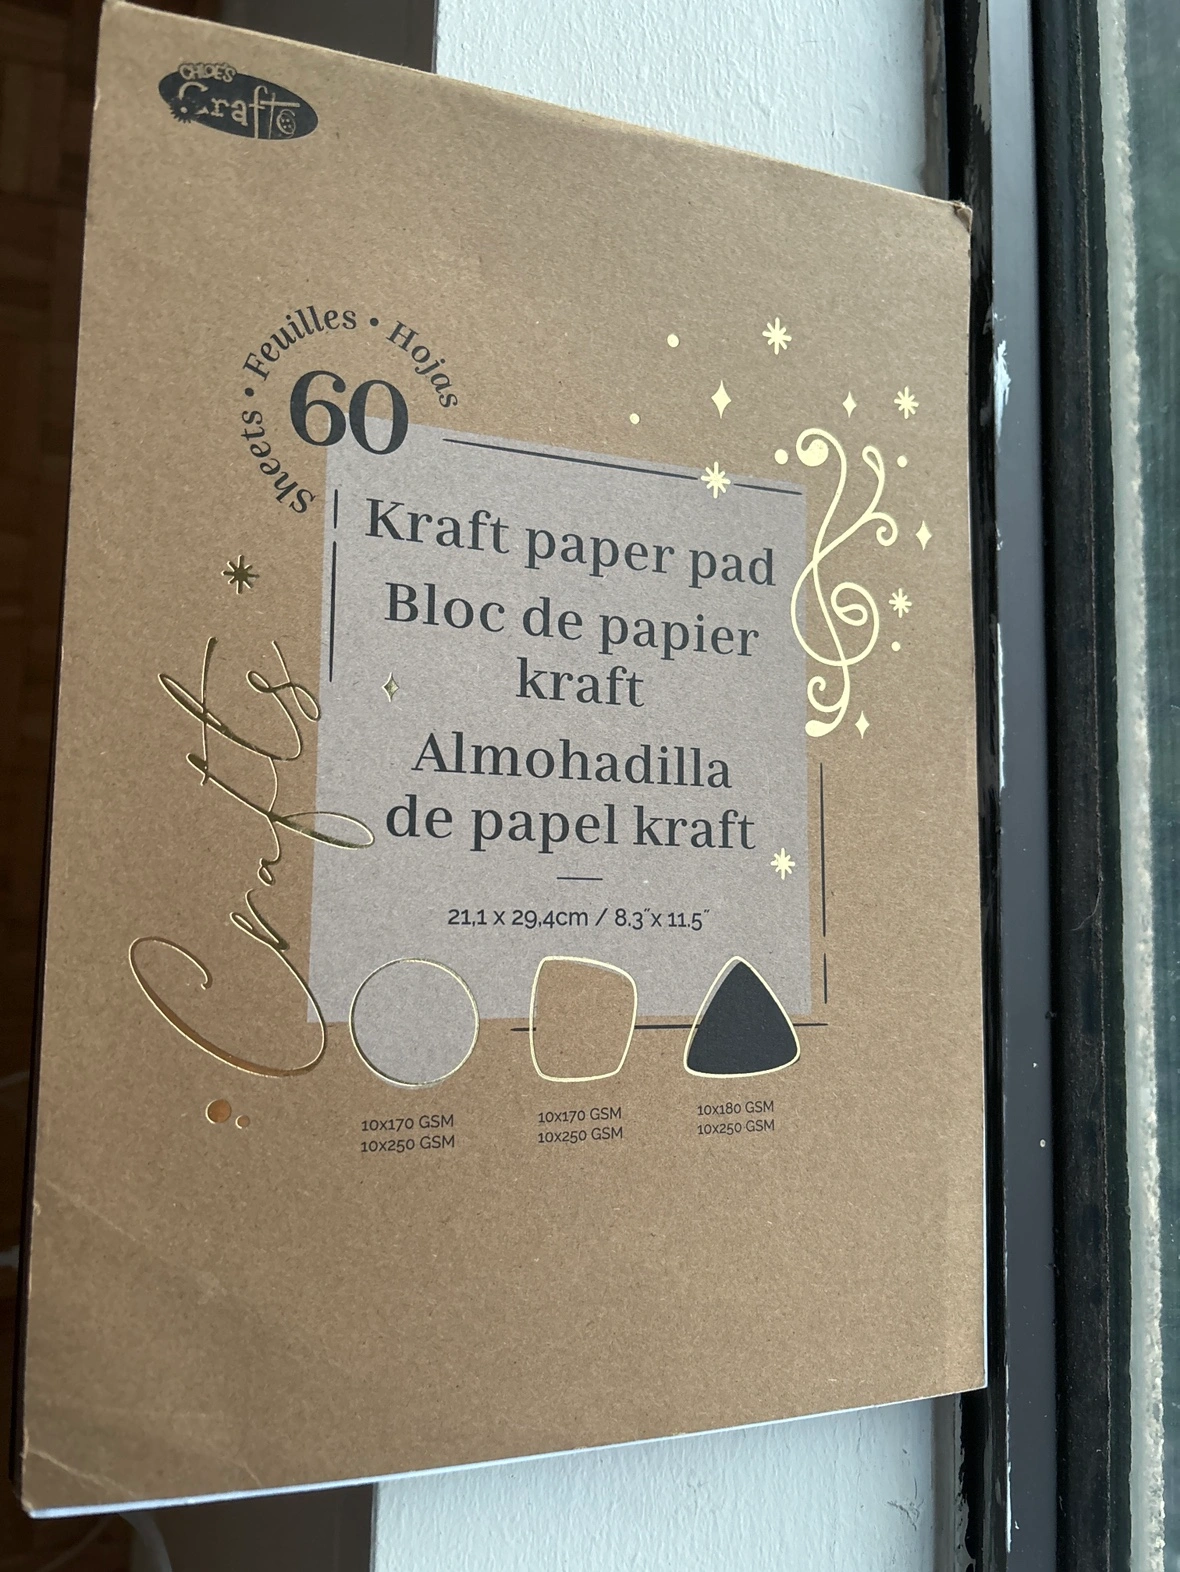 CHLOE'S
Crafts
Sheets • Feuilles • Hojas
60
Kraft paper pad
Bloc de papier
kraft
Almohadilla
de papel kraft
21,1 x 29,4cm / 8.3″x 11.5″
Crafts
10x170 GSM
10x250 GSM
10x170 GSM
10x250 GSM
10x180 GSM
10x250 GSM